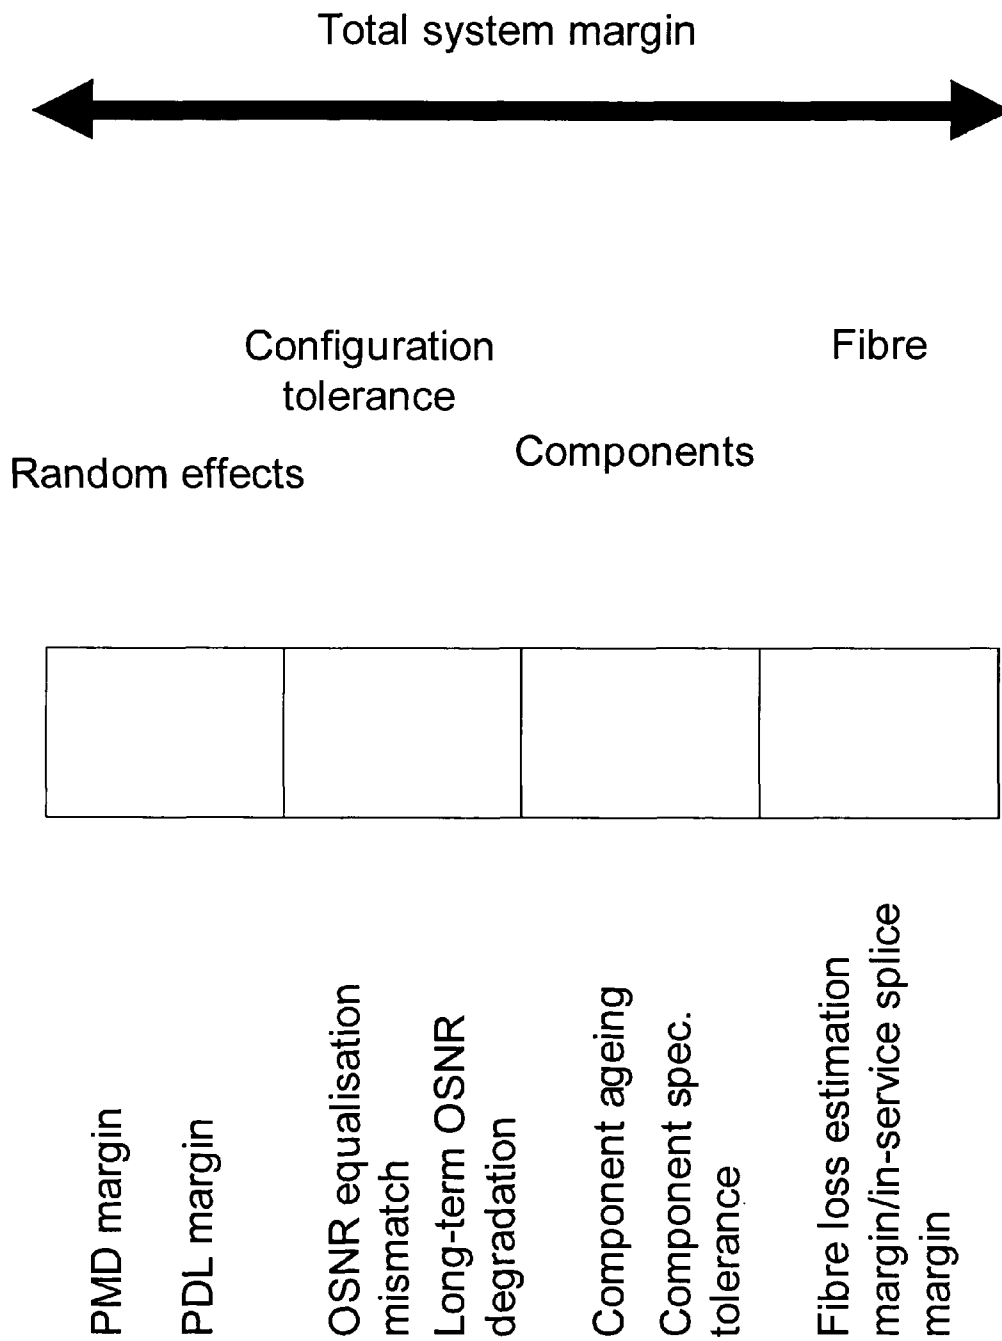 Total system margin
Configuration
tolerance
Fibre
Random effects
Components
PMD margin
PDL margin
OSNR equalisation
mismatch
Long-term OSNR
degradation
Component ageing
Component spec.
tolerance
Fibre loss estimation
margin/in-service splice
margin